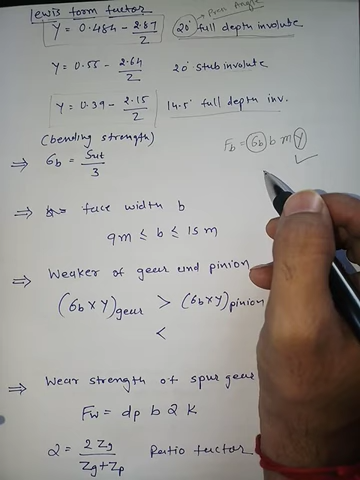 Lewis form factor
Pressure Angle
Y = 0.484 - 2.87/Z 20° full depth involute
Y = 0.55 - 2.64/Z 20° stub involute
Y = 0.39 - 2.15/Z 14.5° full depth inv.
(bending strength)
Fb = σb b m Y
⇒ σb = Sut/3
⇒ face width b
9m ≤ b ≤ 15m
⇒ Weaker of gear and pinion
(σb×Y)gear > (σb×Y)pinion
<
⇒ Wear strength of spur gear
Fw = dp b Q K
Q = 2Zg/Zg+Zp Ratio factor